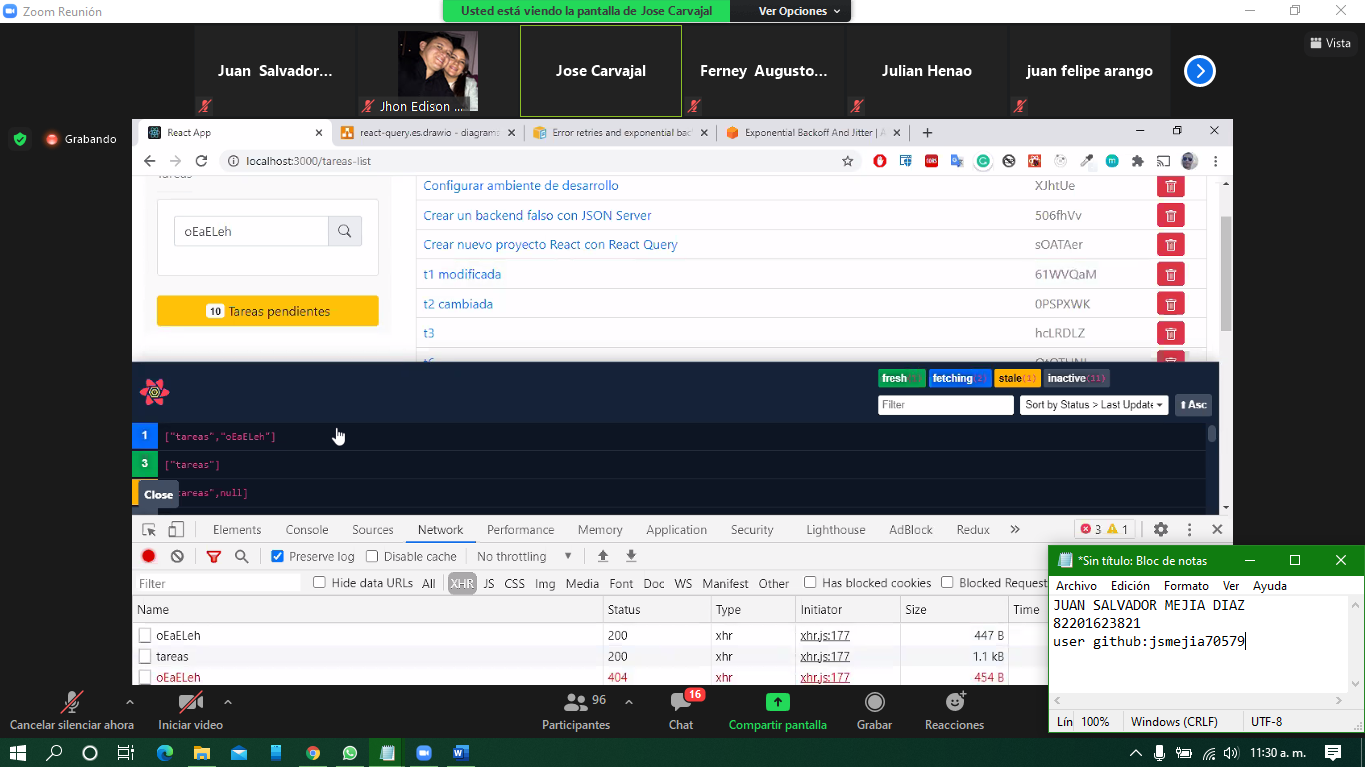 Zoom Reunión
Usted está viendo la pantalla de Jose Carvajal
Ver Opciones
Vista
Juan Salvador...
Jhon Edison ...
Jose Carvajal
Ferney Augusto...
Julian Henao
juan felipe arango
Grabando
React App
react-query.es.drawio - diagram
Error retries and exponential bac
Exponential Backoff And Jitter | A
localhost:3000/tareas-list
Tareas
oEaELeh
10 Tareas pendientes
Configurar ambiente de desarrollo XJhtUe
Crear un backend falso con JSON Server 506fhVv
Crear nuevo proyecto React con React Query sOATAer
t1 modificada 61WVQaM
t2 cambiada 0PSPXWK
t3 hcLRDLZ
fresh
fetching (2)
stale (1)
inactive (11)
Filter
Sort by Status > Last Update
Asc
1 ["tareas","oEaELeh"]
3 ["tareas"]
Close
tareas",null]
Elements Console Sources Network Performance Memory Application Security Lighthouse AdBlock Redux » 3 1
Preserve log Disable cache No throttling
Filter Hide data URLs All XHR JS CSS Img Media Font Doc WS Manifest Other Has blocked cookies Blocked Request
Name Status Type Initiator Size Time
oEaELeh 200 xhr xhr.js:177 447 B
tareas 200 xhr xhr.js:177 1.1 kB
oEaELeh 404 xhr xhr.js:177 454 B
*Sin título: Bloc de notas
Archivo Edición Formato Ver Ayuda
JUAN SALVADOR MEJIA DIAZ
82201623821
user github:jsmejia70579
Lín 100% Windows (CRLF) UTF-8
Cancelar silenciar ahora
Iniciar video
96
Participantes
16
Chat
Compartir pantalla
Grabar
Reacciones
11:30 a. m.